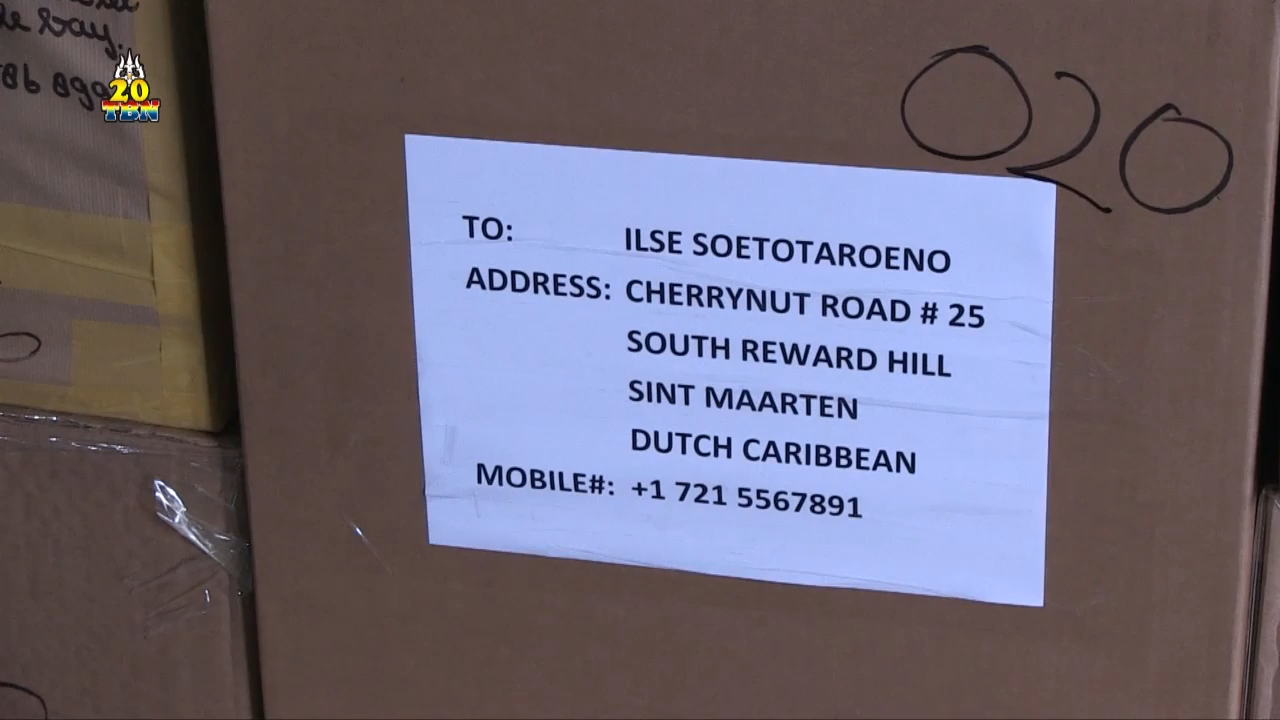 20
TBN
020
TO: ILSE SOETOTAROENO
ADDRESS: CHERRYNUT ROAD # 25
SOUTH REWARD HILL
SINT MAARTEN
DUTCH CARIBBEAN
MOBILE#: +1 721 5567891